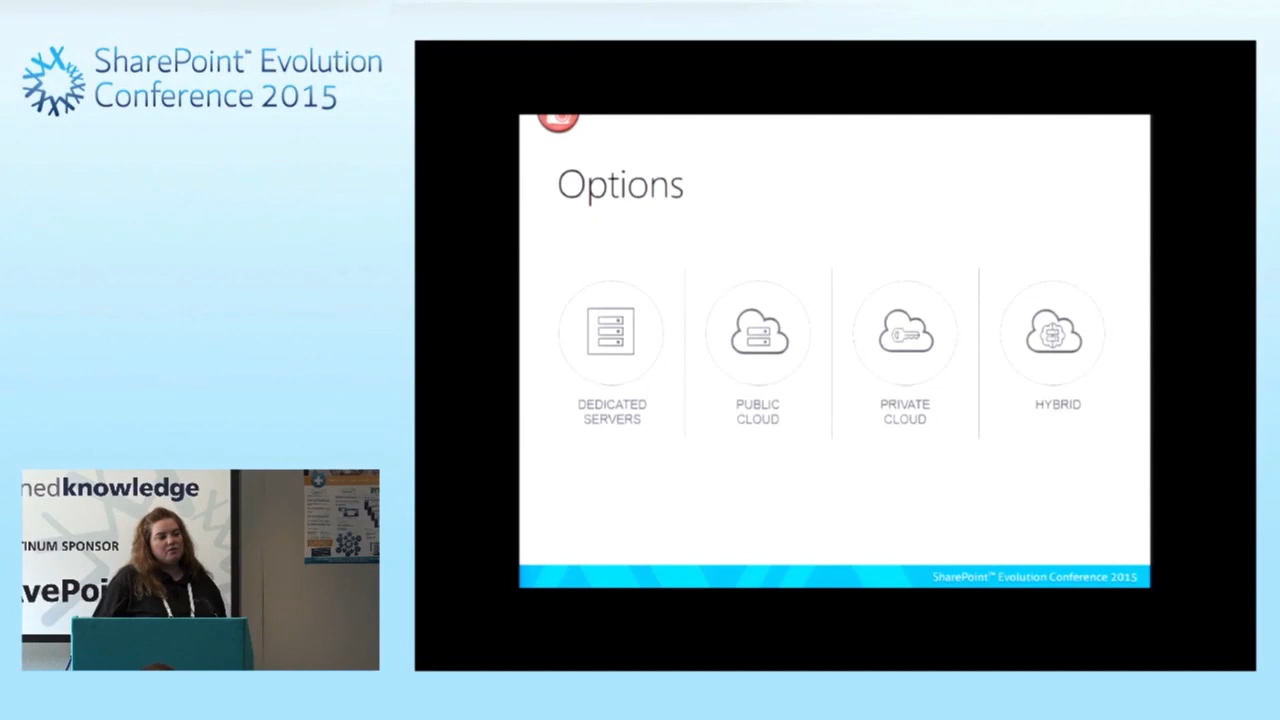 SharePoint™ Evolution
Conference 2015
Options
DEDICATED
SERVERS
PUBLIC
CLOUD
PRIVATE
CLOUD
HYBRID
SharePoint™ Evolution Conference 2015
nedknowledge
TINUM SPONSOR
AvePoi